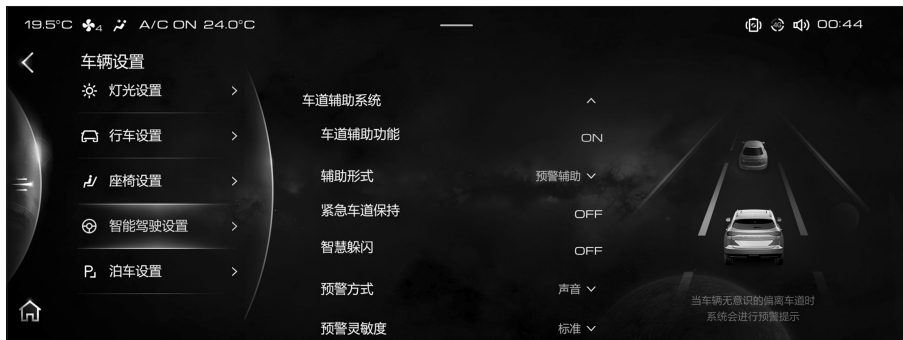 19.5°C 4 A/C ON 24.0°C 4G 00:44
车辆设置
灯光设置
行车设置
座椅设置
智能驾驶设置
泊车设置
车道辅助系统
车道辅助功能 ON
辅助形式 预警辅助
紧急车道保持 OFF
智慧躲闪 OFF
预警方式 声音
预警灵敏度 标准
当车辆无意识的偏离车道时
系统会进行预警提示